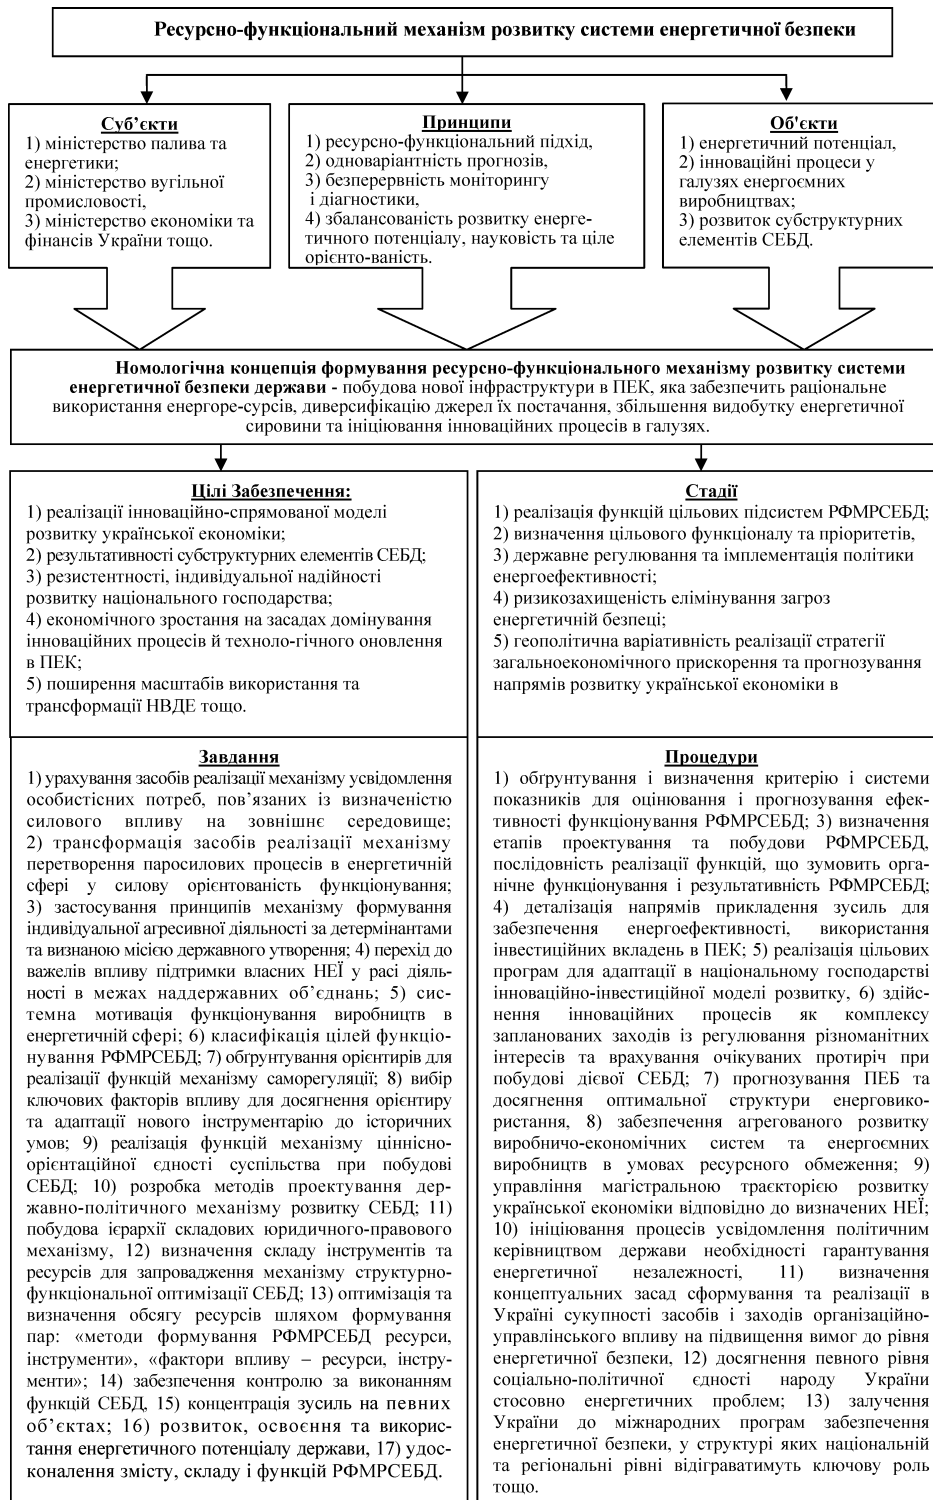 Ресурсно-функціональний механізм розвитку системи енергетичної безпеки
Суб’єкти
1) міністерство палива та
енергетики;
2) міністерство вугільної
промисловості,
3) міністерство економіки та
фінансів України тощо.
Принципи
1) ресурсно-функціональний підхід,
2) одноваріантність прогнозів,
3) безперервність моніторингу
і діагностики,
4) збалансованість розвитку енерге-
тичного потенціалу, науковість та ціле
орієнто-ваність.
Об'єкти
1) енергетичний потенціал,
2) інноваційні процеси у
галузях енергоємних
виробництвах;
3) розвиток субструктурних
елементів СЕБД.
Номологічна концепція формування ресурсно-функціонального механізму розвитку системи
енергетичної безпеки держави - побудова нової інфраструктури в ПЕК, яка забезпечить раціональне
використання енергоре-сурсів, диверсифікацію джерел їх постачання, збільшення видобутку енергетичної
сировини та ініціювання інноваційних процесів в галузях.
Цілі Забезпечення:
1) реалізації інноваційно-спрямованої моделі
розвитку української економіки;
2) результативності субструктурних елементів СЕБД;
3) резистентності, індивідуальної надійності
розвитку національного господарства;
4) економічного зростання на засадах домінування
інноваційних процесів й техноло-гічного оновлення
в ПЕК;
5) поширення масштабів використання та
трансформації НВДЕ тощо.
Стадії
1) реалізація функцій цільових підсистем РФМРСЕБД;
2) визначення цільового функціоналу та пріоритетів,
3) державне регулювання та імплементація політики
енергоефективності;
4) ризикозахищеність елімінування загроз
енергетичній безпеці;
5) геополітична варіативність реалізації стратегії
загальноекономічного прискорення та прогнозування
напрямів розвитку української економіки в
Завдання
1) урахування засобів реалізації механізму усвідомлення
особистісних потреб, пов’язаних із визначеністю
силового впливу на зовнішнє середовище;
2) трансформація засобів реалізації механізму
перетворення паросилових процесів в енергетичній
сфері у силову орієнтованість функціонування;
3) застосування принципів механізму формування
індивідуальної агресивної діяльності за детермінантами
та визнаною місією державного утворення; 4) перехід до
важелів впливу підтримки власних НЕЇ у расі діяль-
ності в межах наддержавних об’єднань; 5) сис-
темна мотивація функціонування виробництв в
енергетичній сфері; 6) класифікація цілей функціо-
нування РФМРСЕБД; 7) обґрунтування орієнтирів для
реалізації функцій механізму саморегуляції; 8) вибір
ключових факторів впливу для досягнення орієнтиру
та адаптації нового інструментарію до історичних
умов; 9) реалізація функцій механізму ціннісно-
орієнтаційної єдності суспільства при побудові
СЕБД; 10) розробка методів проектування дер-
жавно-політичного механізму розвитку СЕБД; 11)
побудова ієрархії складових юридичного-правового
механізму, 12) визначення складу інструментів та
ресурсів для запровадження механізму структурно-
функціональної оптимізації СЕБД; 13) оптимізація та
визначення обсягу ресурсів шляхом формування
пар: «методи формування РФМРСЕБД ресурси,
інструменти», «фактори впливу – ресурси, інстру-
менти»; 14) забезпечення контролю за виконанням
функцій СЕБД, 15) концентрація зусиль на певних
об’єктах; 16) розвиток, освоєння та викорис-
тання енергетичного потенціалу держави, 17) удос-
коналення змісту, складу і функцій РФМРСЕБД.
Процедури
1) обґрунтування і визначення критерію і системи
показників для оцінювання і прогнозування ефек-
тивності функціонування РФМРСЕБД; 3) визначення
етапів проектування та побудови РФМРСЕБД,
послідовність реалізації функцій, що зумовить орга-
нічне функціонування і результативність РФМРСЕБД;
4) деталізація напрямів прикладення зусиль для
забезпечення енергоефективності, використання
інвестиційних вкладень в ПЕК; 5) реалізація цільових
програм для адаптації в національному господарстві
інноваційно-інвестиційної моделі розвитку, 6) здійс-
нення інноваційних процесів як комплексу
запланованих заходів із регулювання різноманітних
інтересів та врахування очікуваних протиріч при
побудові дієвої СЕБД; 7) прогнозування ПЕБ та
досягнення оптимальної структури енерговико-
ристання, 8) забезпечення агрегованого розвитку
виробничо-економічних систем та енергоємних
виробництв в умовах ресурсного обмеження; 9)
управління магістральною траєкторією розвитку
української економіки відповідно до визначених НЕЇ;
10) ініціювання процесів усвідомлення політичним
керівництвом держави необхідності гарантування
енергетичної незалежності, 11) визначення
концептуальних засад сформування та реалізації в
Україні сукупності засобів і заходів організаційно-
управлінського впливу на підвищення вимог до рівня
енергетичної безпеки, 12) досягнення певного рівня
соціально-політичної єдності народу України
стосовно енергетичних проблем; 13) залучення
України до міжнародних програм забезпечення
енергетичної безпеки, у структурі яких національній
та регіональні рівні відіграватимуть ключову роль
тощо.